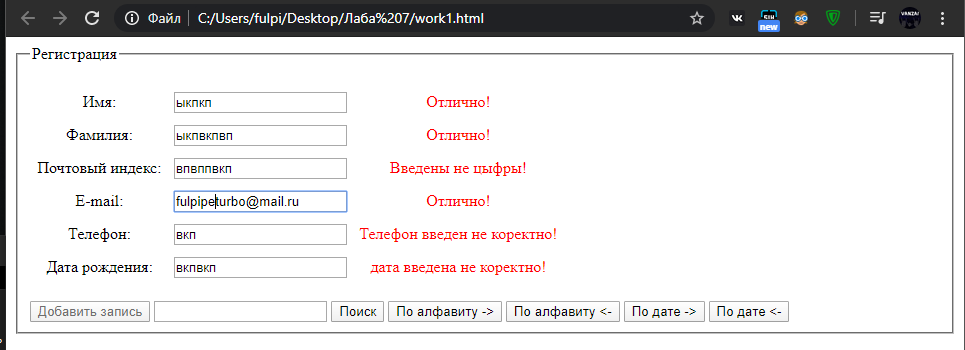 Файл | C:/Users/fulpi/Desktop//Лаба%207/work1.html
new
VANZAI
Регистрация
Имя: ыкпкп Отлично!
Фамилия: ыкпвкпвп Отлично!
Почтовый индекс: впвппвкп Введены не цыфры!
E-mail: fulpipeturbo@mail.ru Отлично!
Телефон: вкп Телефон введен не коректно!
Дата рождения: вкпвкп дата введена не коректно!
Добавить запись Поиск По алфавиту -> По алфавиту <- По дате -> По дате <-